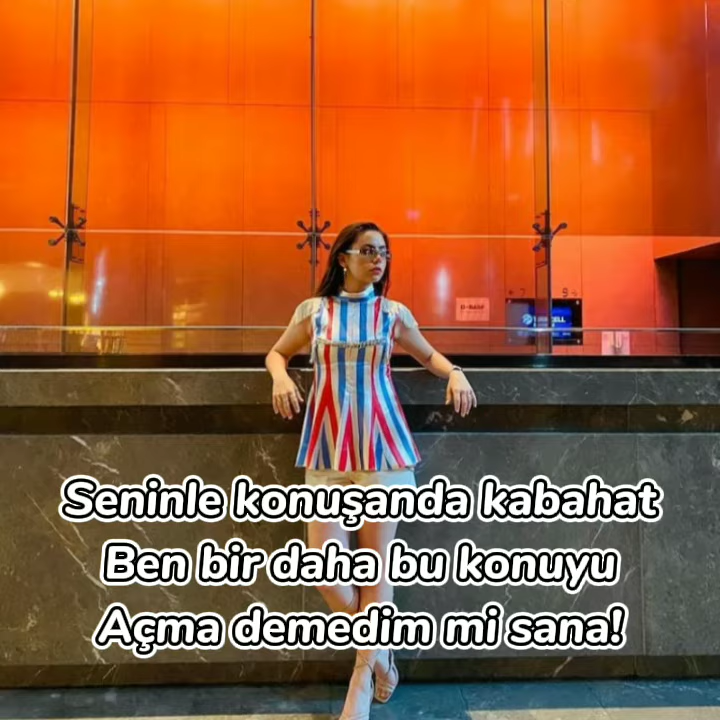 Seninle konuşanda kabahat
Ben bir daha bu konuyu
Açma demedim mi sana!